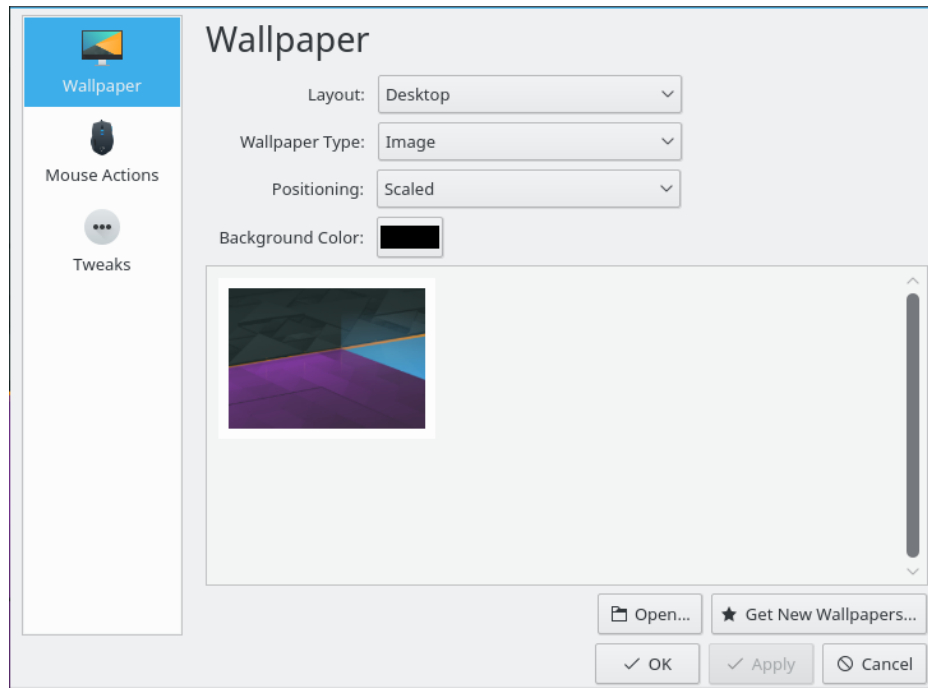 Wallpaper
Mouse Actions
Tweaks
Wallpaper
Layout: Desktop
Wallpaper Type: Image
Positioning: Scaled
Background Color:
Open...
Get New Wallpapers...
OK
Apply
Cancel